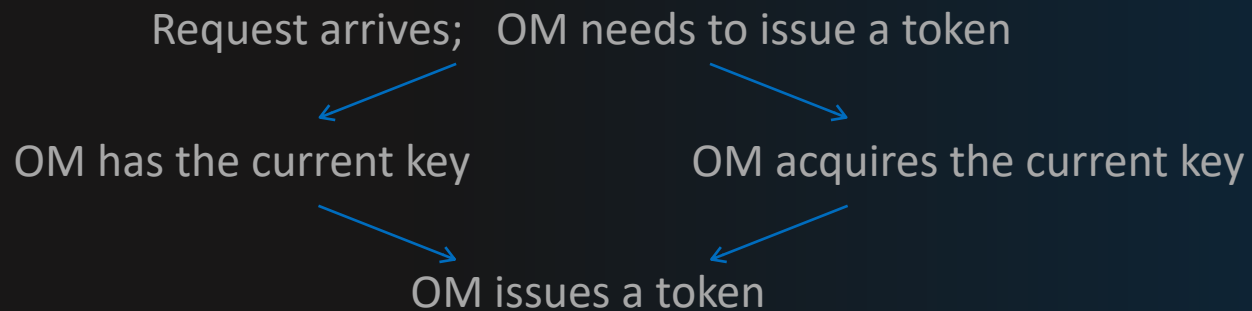 Request arrives; OM needs to issue a token
OM has the current key
OM acquires the current key
OM issues a token